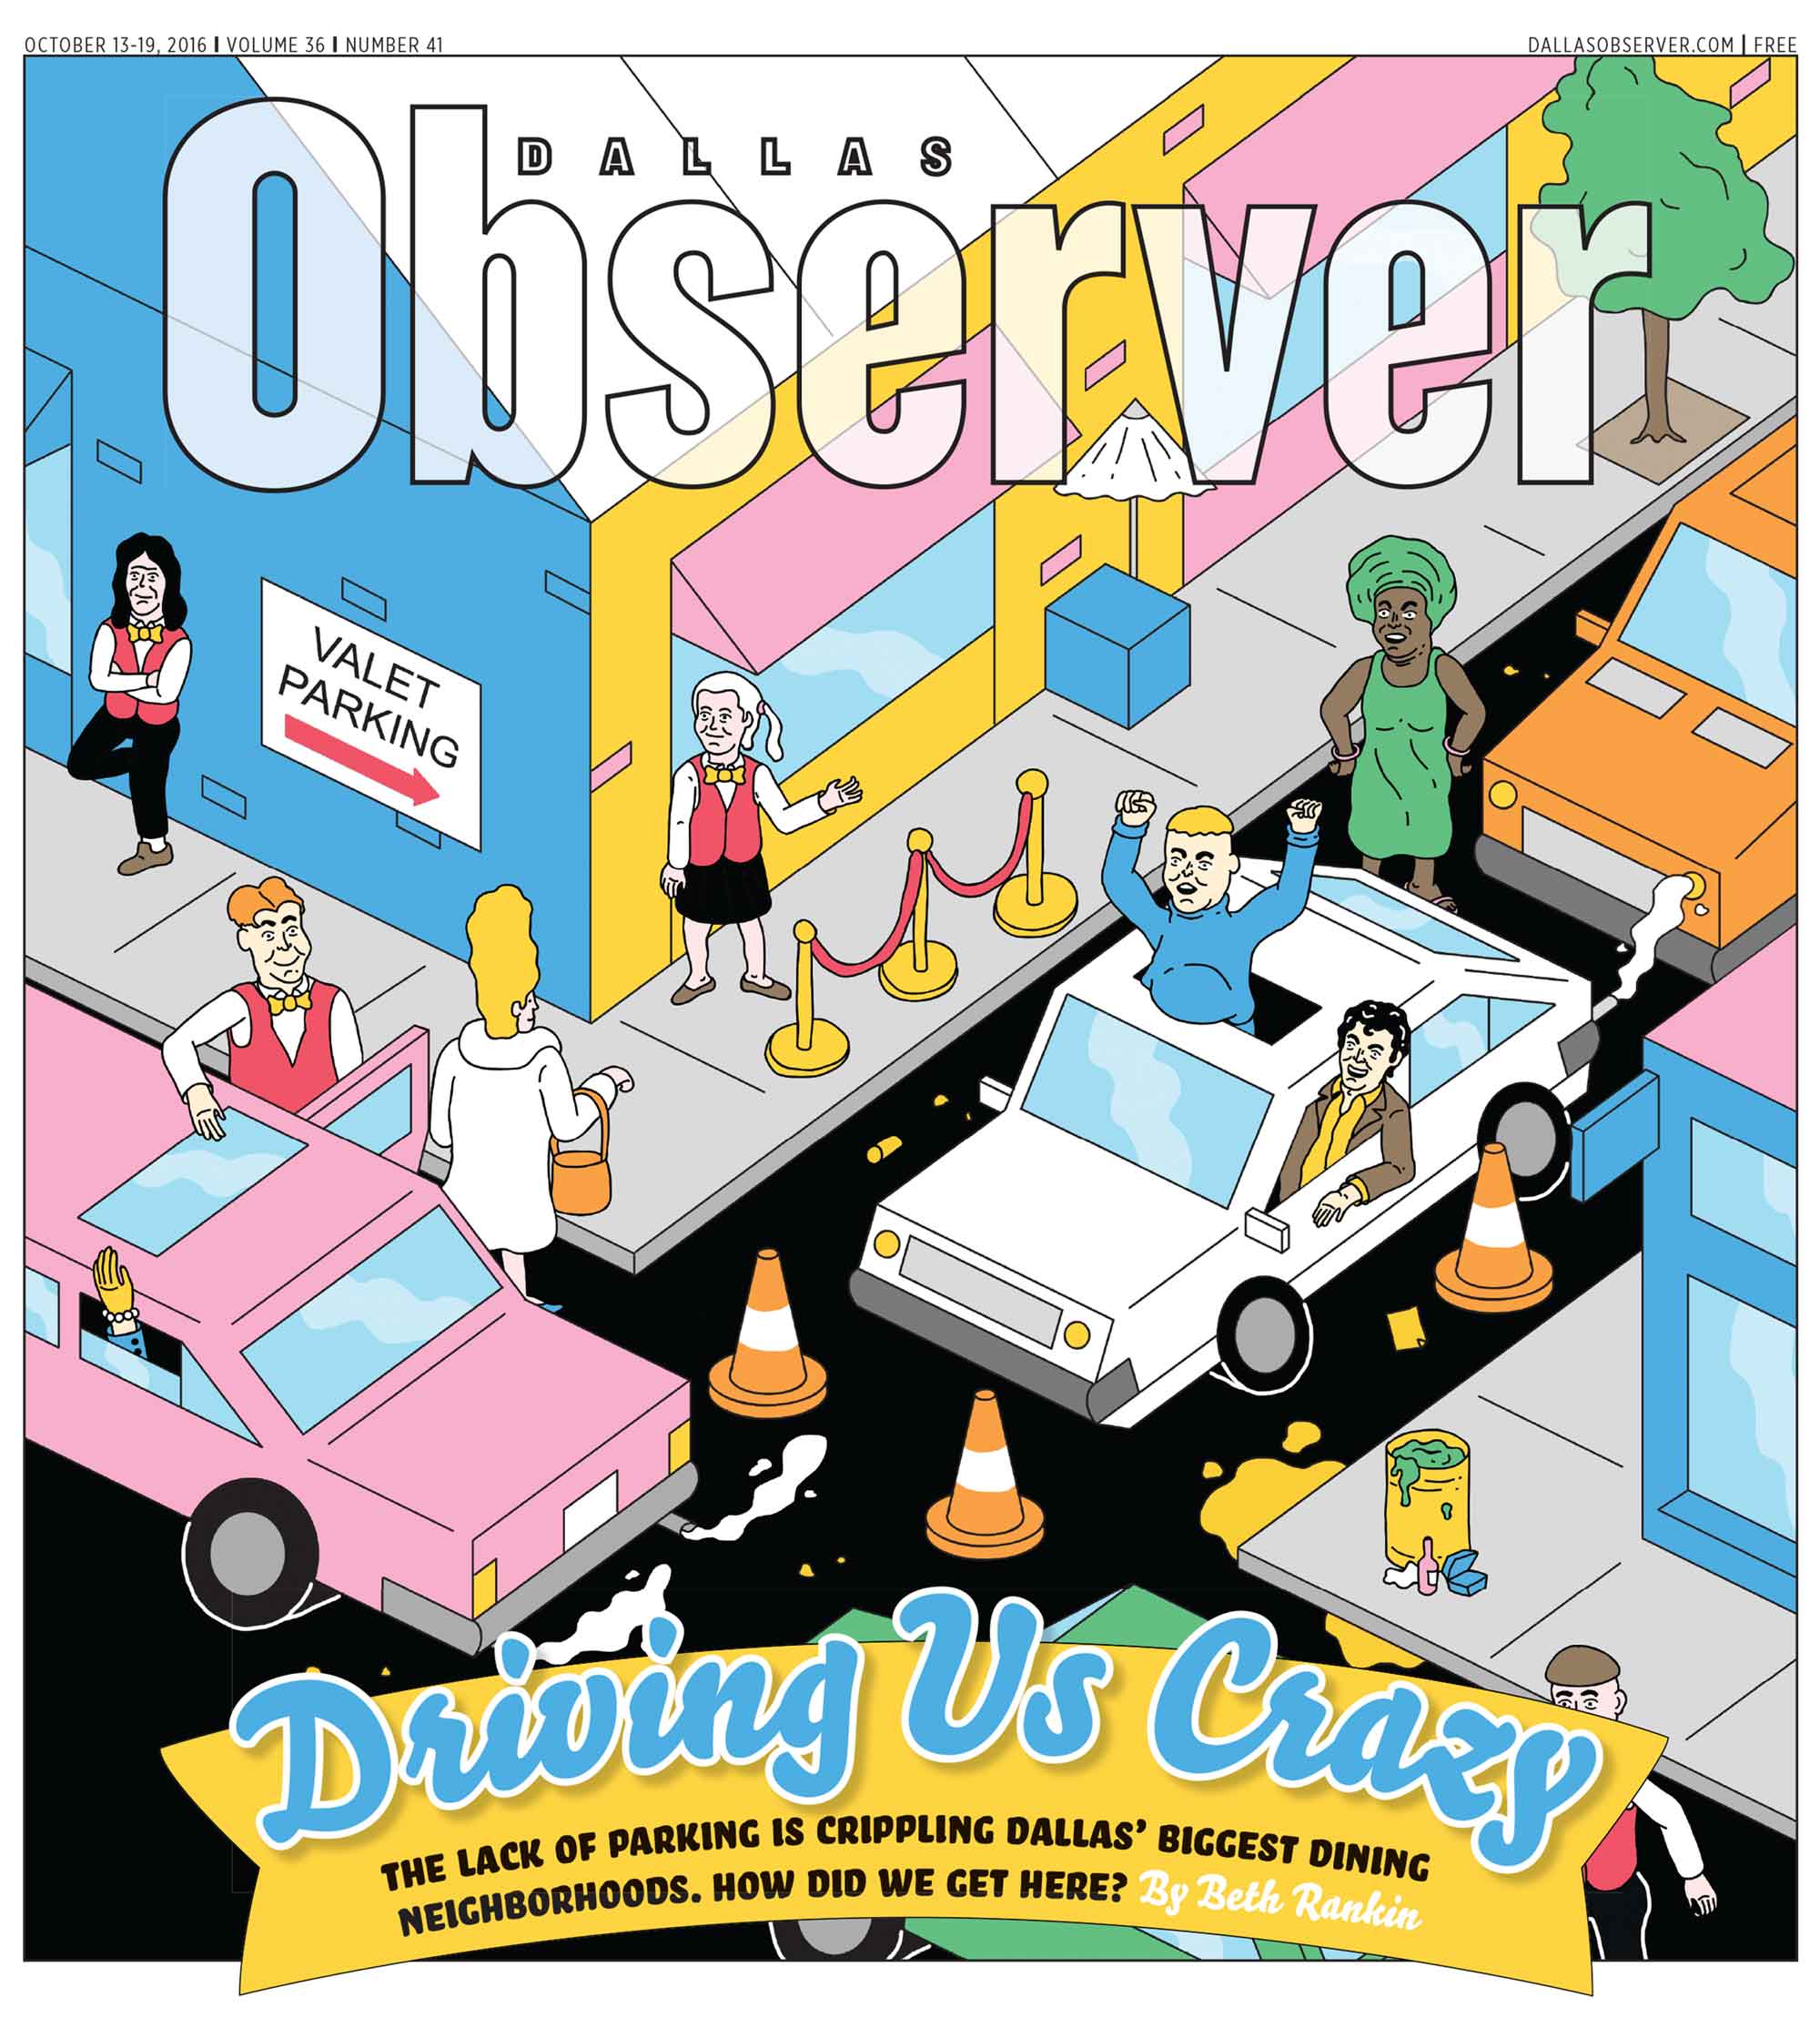 OCTOBER 13-19, 2016 | VOLUME 36 | NUMBER 41
DALLASOBSERVER.COM | FREE
DALLAS
Observer
VALET
PARKING
Driving Us Crazy
THE LACK OF PARKING IS CRIPPLING DALLAS’ BIGGEST DINING
NEIGHBORHOODS. HOW DID WE GET HERE? By Beth Rankin